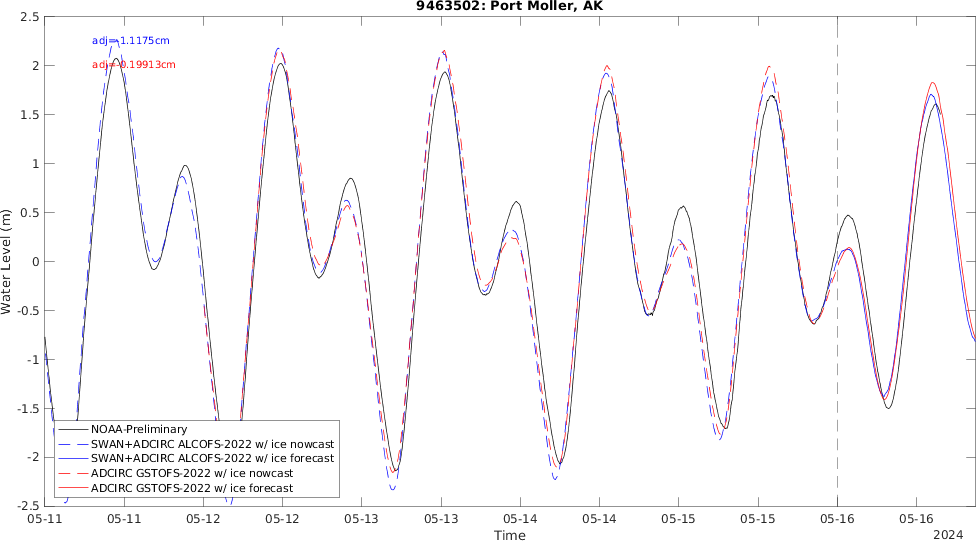 9463502: Port Moller, AK
2.5
2
1.5
1
0.5
0
-0.5
-1
-1.5
-2
-2.5
Water Level (m)
adj=-1.1175cm
adj=-0.19913cm
NOAA-Preliminary
SWAN+ADCIRC ALCOFS-2022 w/ ice nowcast
SWAN+ADCIRC ALCOFS-2022 w/ ice forecast
ADCIRC GSTOFS-2022 w/ ice nowcast
ADCIRC GSTOFS-2022 w/ ice forecast
05-11 05-11 05-12 05-12 05-13 05-13 05-14 05-14 05-15 05-15 05-16 05-16
Time
2024